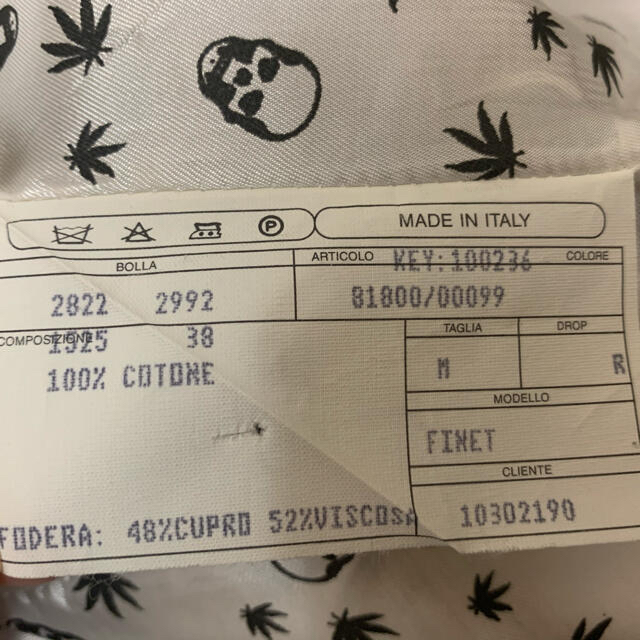 P MADE IN ITALY
BOLLA ARTICOLO KEY:100236 COLORE
2822 2992 81800/00099
COMPOSIZIONE 1525 38 TAGLIA DROP
100% COTONE M R
MODELLO
FINET
CLIENTE
FODERA: 48%CUPRO 52%VISCOSA 10302190